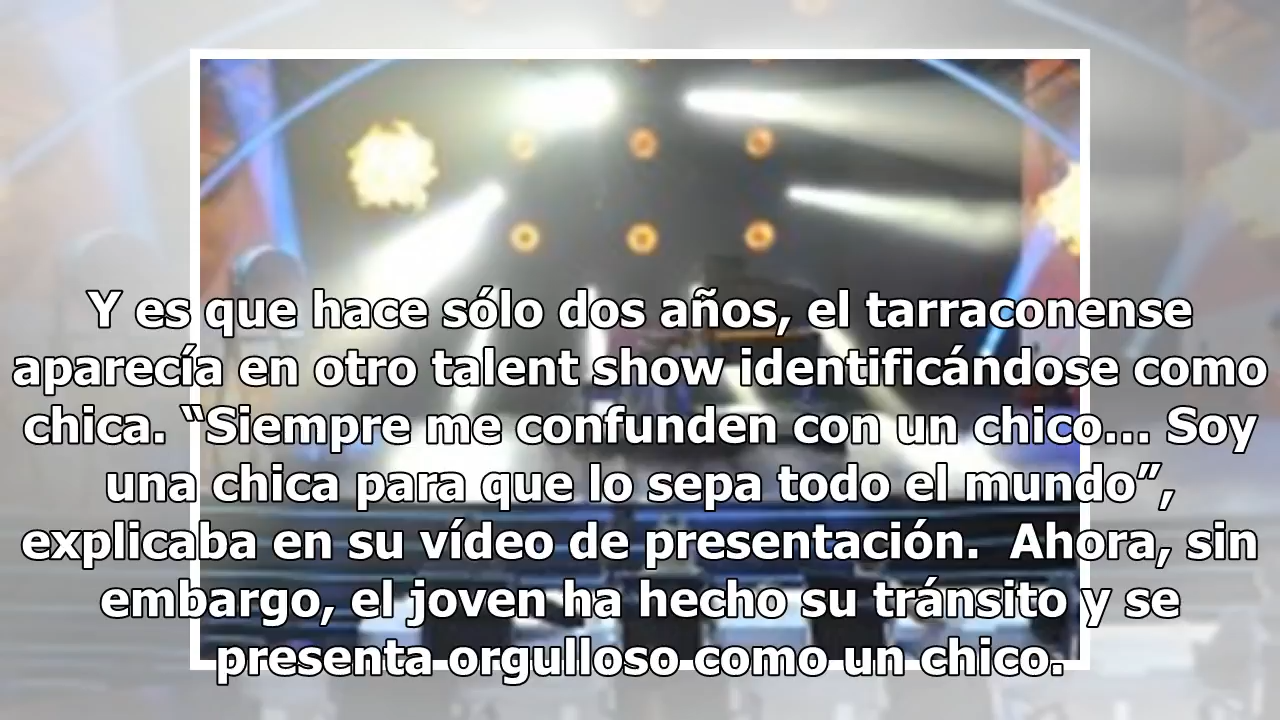 Y es que hace sólo dos años, el tarraconense
aparecía en otro talent show identificándose como
chica. “Siempre me confunden con un chico... Soy
una chica para que lo sepa todo el mundo”,
explicaba en su vídeo de presentación.  Ahora, sin
embargo, el joven ha hecho su tránsito y se
presenta orgulloso como un chico.